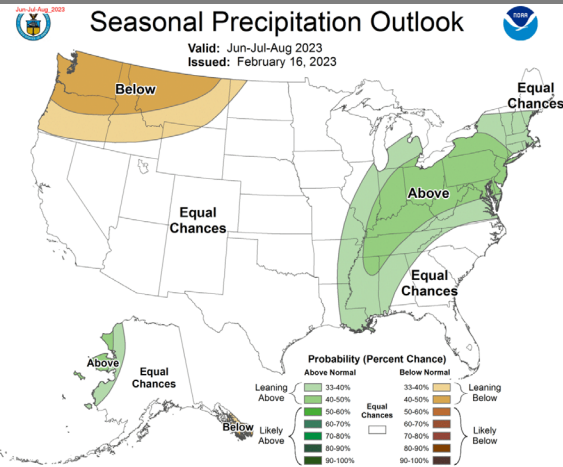 Jun-Jul-Aug_2023
Seasonal Precipitation Outlook
NOAA
Valid: Jun-Jul-Aug 2023
Issued: February 16, 2023
Below
Equal
Chances
Above
Equal
Chances
Equal
Chances
Above
Equal
Chances
Below
Probability (Percent Chance)
Above Normal
Below Normal
Leaning
Above
33-40%
40-50%
Likely
Above
50-60%
60-70%
70-80%
80-90%
90-100%
Equal
Chances
33-40%
40-50%
Leaning
Below
50-60%
60-70%
70-80%
80-90%
90-100%
Likely
Below